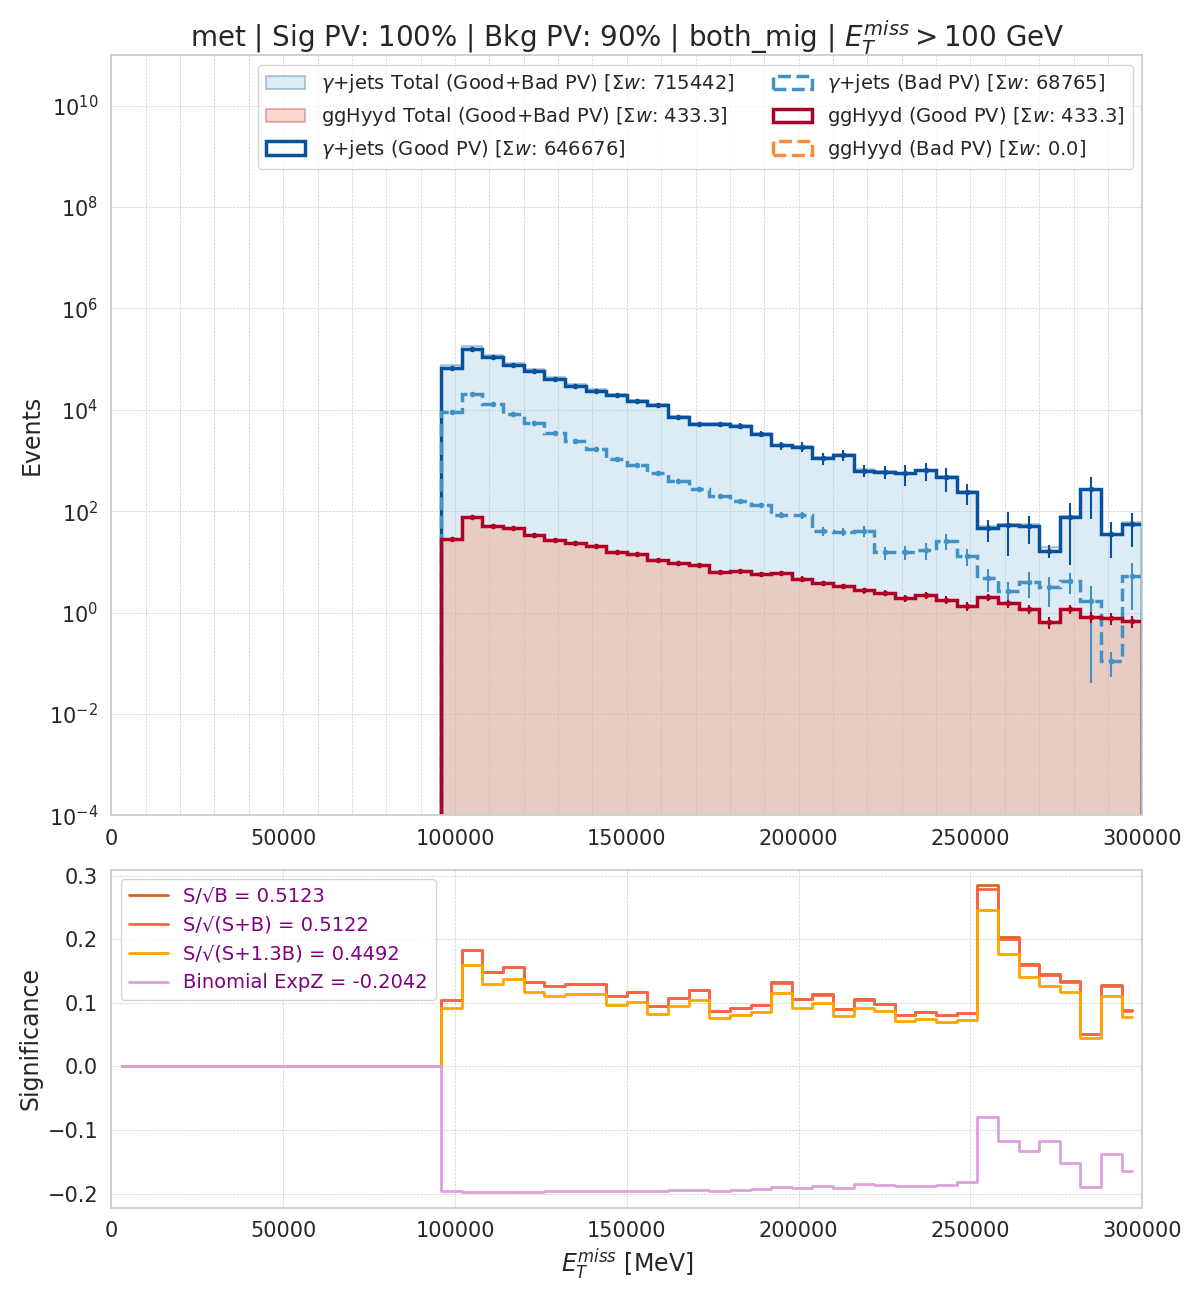 met | Sig PV: 100% | Bkg PV: 90% | both_mig | $E_T^{miss} > 100$ GeV
γ+jets Total (Good+Bad PV) [Σw: 715442]
ggHyyd Total (Good+Bad PV) [Σw: 433.3]
γ+jets (Good PV) [Σw: 646676]
γ+jets (Bad PV) [Σw: 68765]
ggHyyd (Good PV) [Σw: 433.3]
ggHyyd (Bad PV) [Σw: 0.0]
Events
$10^{10}$
$10^{8}$
$10^{6}$
$10^{4}$
$10^{2}$
$10^{0}$
$10^{-2}$
$10^{-4}$
0 50000 100000 150000 200000 250000 300000
S/√B = 0.5123
S/√(S+B) = 0.5122
S/√(S+1.3B) = 0.4492
Binomial ExpZ = -0.2042
Significance
0.3
0.2
0.1
0.0
−0.1
−0.2
0 50000 100000 150000 200000 250000 300000
$E_T^{miss}$ [MeV]